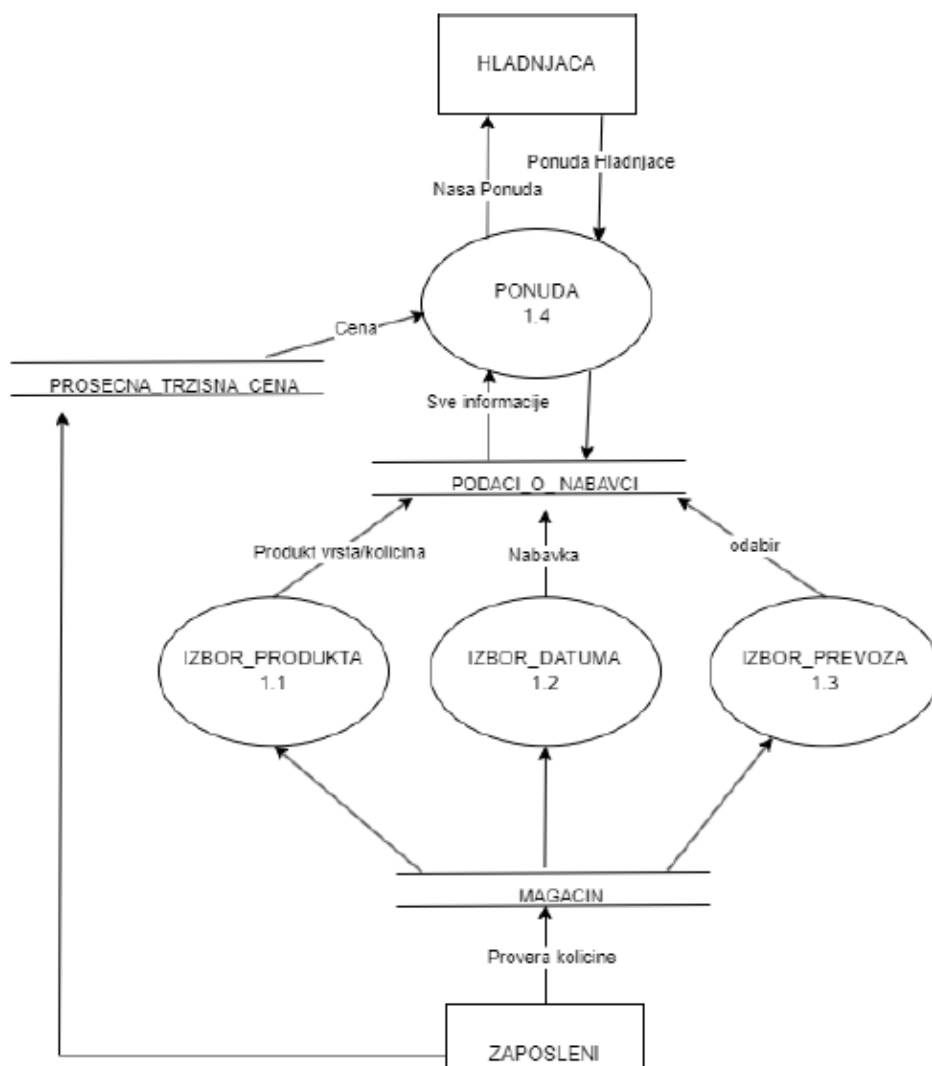 HLADNJACA
Ponuda Hladnjace
Nasa Ponuda
PONUDA
1.4
Cena
PROSECNA_TRZISNA_CENA
Sve informacije
PODACI_O_NABAVCI
Produkt vrsta/kolicina
Nabavka
odabir
IZBOR_PRODUKTA
1.1
IZBOR_DATUMA
1.2
IZBOR_PREVOZA
1.3
MAGACIN
Provera kolicine
ZAPOSLENI